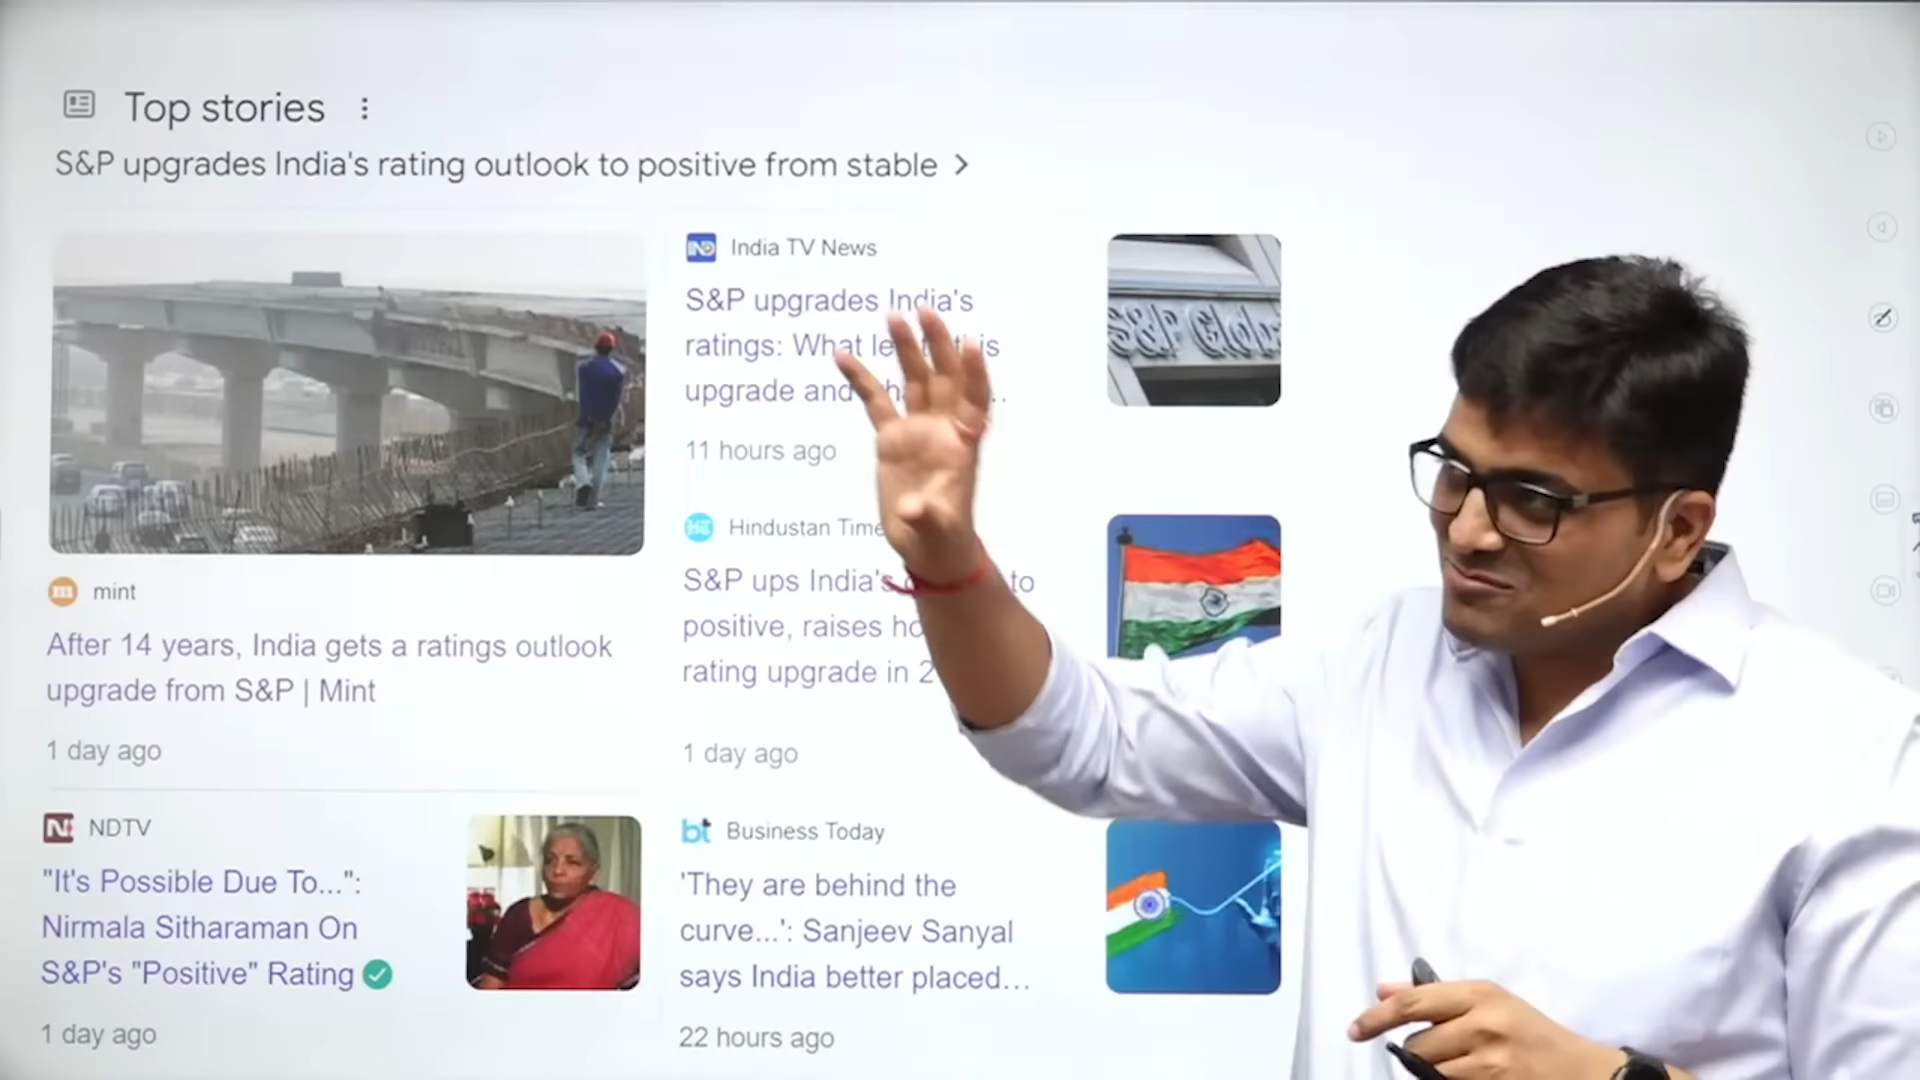 Top stories
S&P upgrades India's rating outlook to positive from stable
mint
After 14 years, India gets a ratings outlook
upgrade from S&P | Mint
1 day ago
NDTV
"It's Possible Due To...":
Nirmala Sitharaman On
S&P's "Positive" Rating
1 day ago
India TV News
S&P upgrades India's
ratings: What
upgrade and
11 hours ago
S&P Glob
Hindustan
S&P ups India's to
positive, raises
rating upgrade in
1 day ago
bt Business Today
'They are behind the
curve...': Sanjeev Sanyal
says India better placed...
22 hours ago